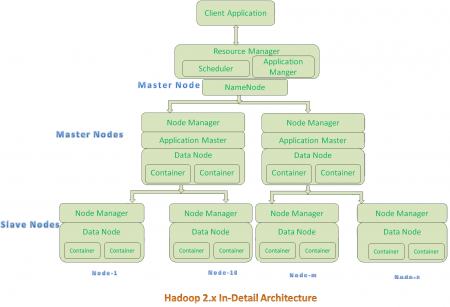 Client Application
Resource Manager
Scheduler
Application
Manger
Master Node
NameNode
Master Nodes
Node Manager
Node Manager
Application Master
Application Master
Data Node
Data Node
Container
Container
Container
Container
Slave Nodes
Node Manager
Node Manager
Node Manager
Node Manager
Data Node
Data Node
Data Node
Data Node
Container
Container
Container
Container
Container
Container
Container
Container
Node-1
Node-10
Node-m
Hadoop 2.x In-Detail Architecture